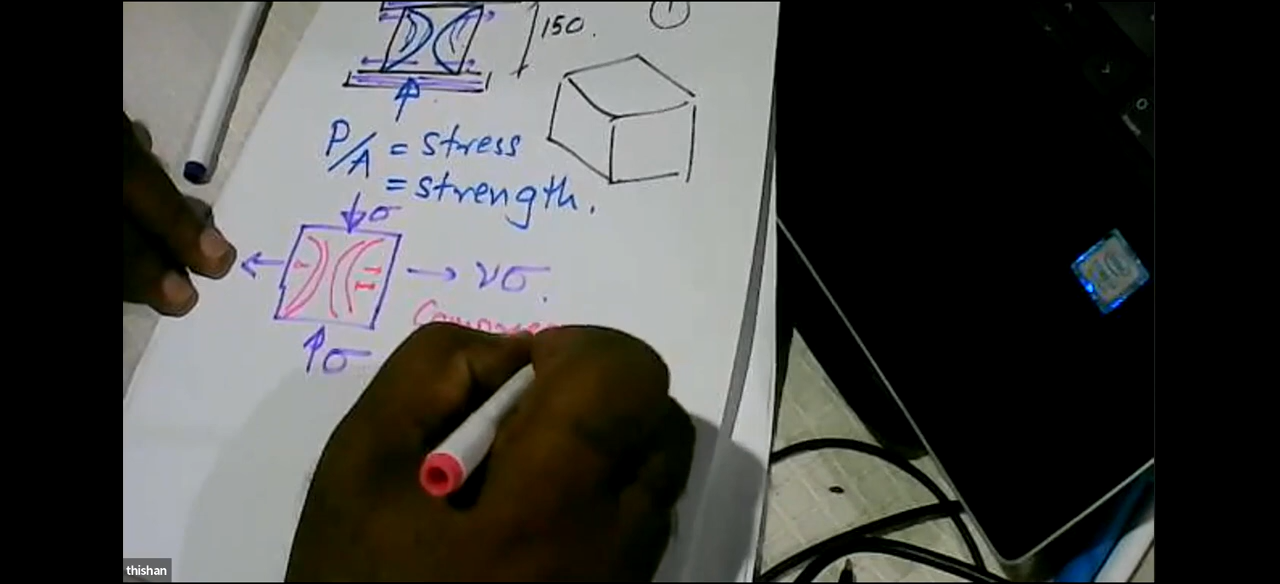 150.
1
P/A = stress
= strength.
σ
νσ.
σ
thishan